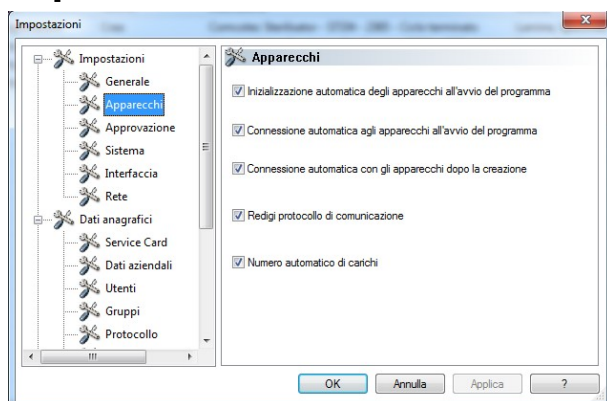 Impostazioni
Impostazioni
Generale
Apparecchi
Approvazione
Sistema
Interfaccia
Rete
Dati anagrafici
Service Card
Dati aziendali
Utenti
Gruppi
Protocollo
Apparecchi
Inizializzazione automatica degli apparecchi all'avvio del programma
Connessione automatica agli apparecchi all'avvio del programma
Connessione automatica con gli apparecchi dopo la creazione
Redigi protocollo di comunicazione
Numero automatico di carichi
OK Annulla Applica ?